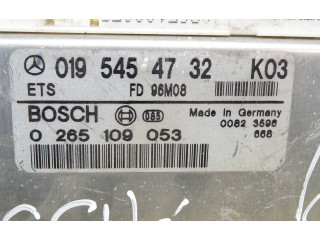 019 545 47 32 K03
ETS FD 96M08
BOSCH 085 Made in Germany
0082 3596
0 265 109 053 668